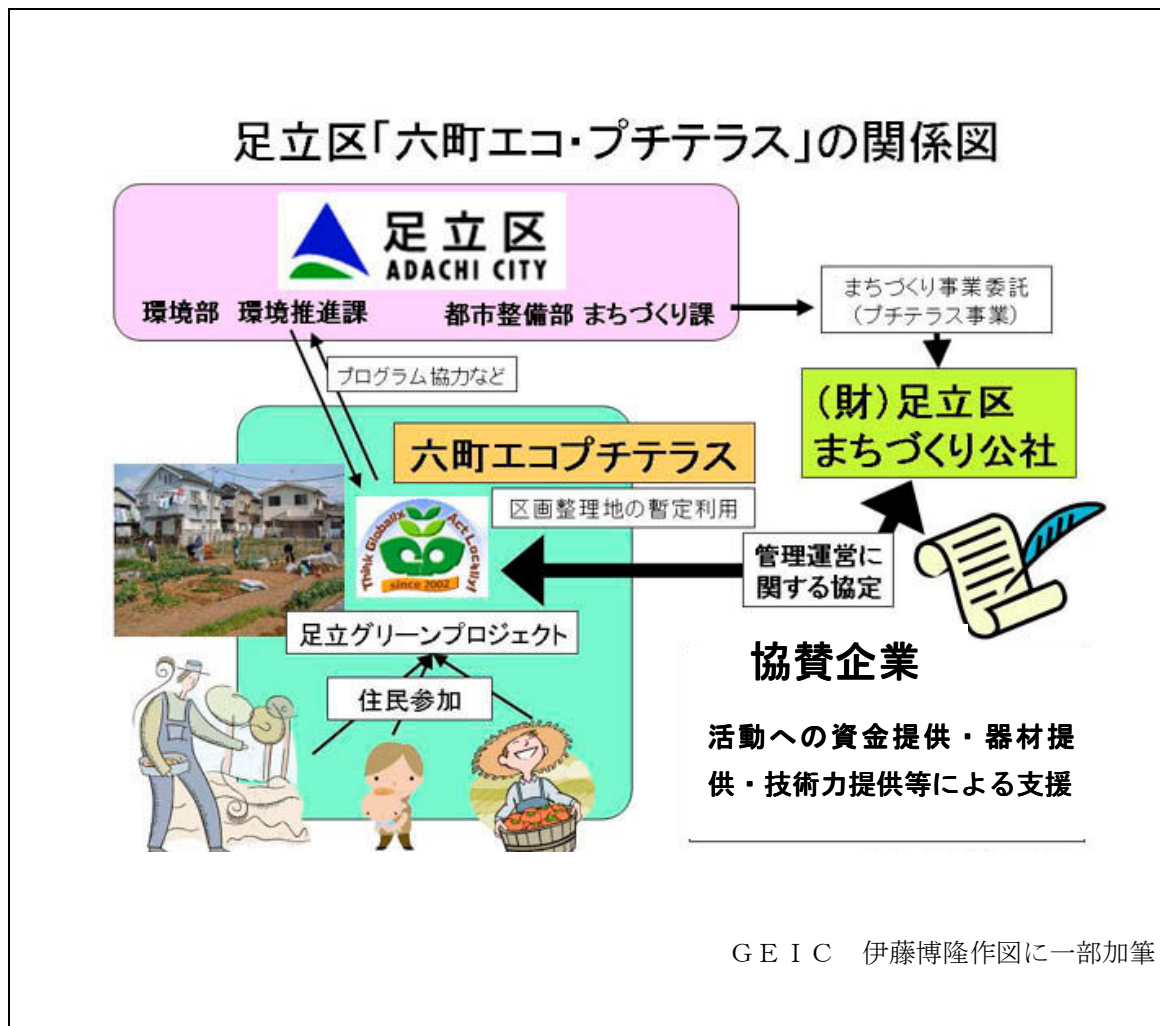 足立区「六町エコ・プチテラス」の関係図
足立区
ADACHI CITY
環境部 環境推進課
都市整備部 まちづくり課
まちづくり事業委託
(プチテラス事業)
プログラム協力など
(財)足立区
まちづくり公社
六町エコプチテラス
区画整理地の暫定利用
Think Globally Act Locally!
since 2002
管理運営に
関する協定
足立グリーンプロジェクト
住民参加
協賛企業
活動への資金提供・器材提
供・技術力提供等による支援
GEIC 伊藤博隆作図に一部加筆